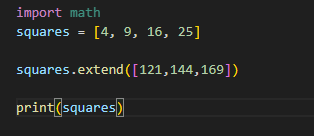 import math
squares = [4, 9, 16, 25]
squares.extend([121,144,169])
print(squares)